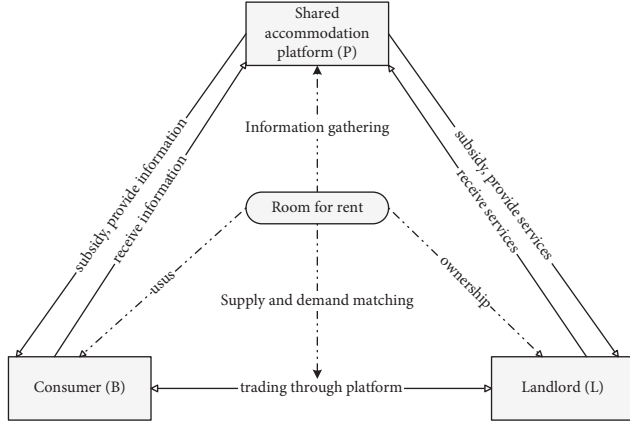 Shared
accommodation
platform (P)
subsidy, provide information
receive information
Information gathering
subsidy, provide services
receive services
Room for rent
usus
ownership
Supply and demand matching
Consumer (B)
trading through platform
Landlord (L)